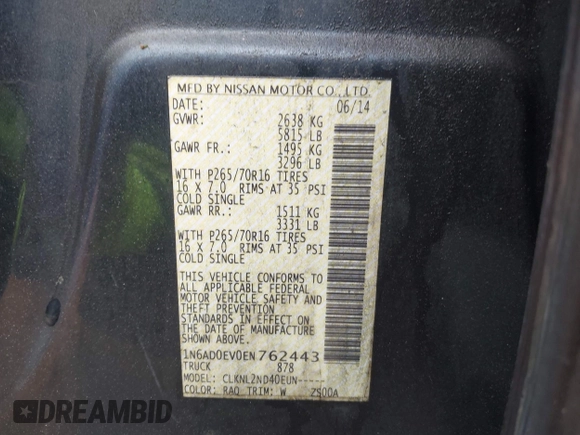 MFD BY NISSAN MOTOR CO., LTD.
DATE: 06/14
GVWR: 2638 KG
5815 LB
GAWR FR.: 1495 KG
3296 LB
WITH P265/70R16 TIRES
16 X 7.0 RIMS AT 35 PSI
COLD SINGLE
GAWR RR.: 1511 KG
3331 LB
WITH P265/70R16 TIRES
16 X 7.0 RIMS AT 35 PSI
COLD SINGLE
THIS VEHICLE CONFORMS TO
ALL APPLICABLE FEDERAL
MOTOR VEHICLE SAFETY AND
THEFT PREVENTION
STANDARDS IN EFFECT ON
THE DATE OF MANUFACTURE
SHOWN ABOVE.
1N6AD0EV0EN762443
TRUCK 878
MODEL: CLKNL2ND40EUN-----
COLOR: RAQ TRIM: W ZS00A
DREAMBID
DREAMBID.COM